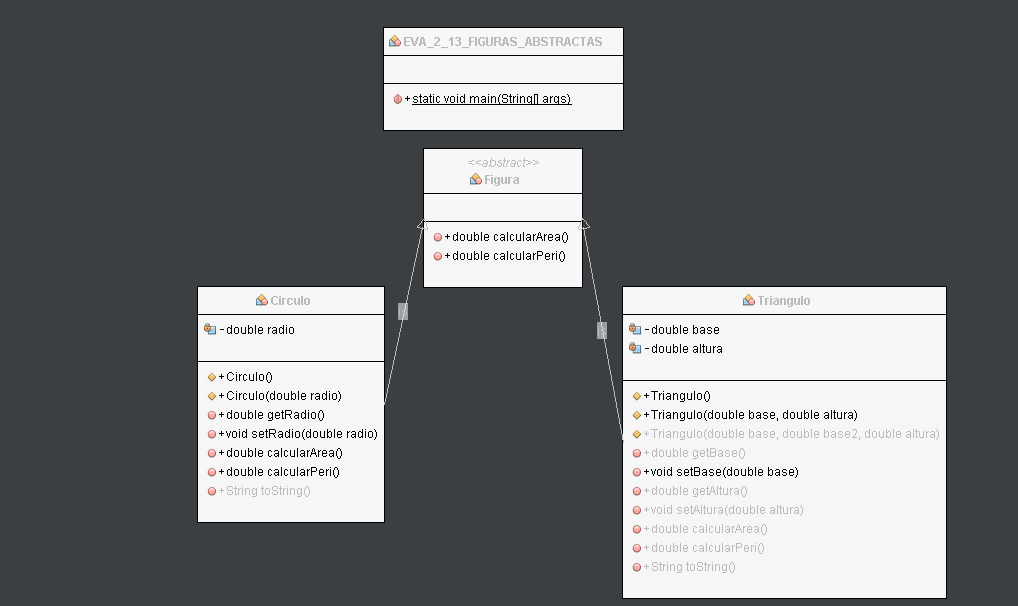 EVA_2_13_FIGURAS_ABSTRACTAS
+static void main(String[] args)
<<abstract>>
Figura
+double calcularArea()
+double calcularPeri()
Circulo
-double radio
+Circulo()
+Circulo(double radio)
+double getRadio()
+void setRadio(double radio)
+double calcularArea()
+double calcularPeri()
+String toString()
Triangulo
-double base
-double altura
+Triangulo()
+Triangulo(double base, double altura)
+Triangulo(double base, double base2, double altura)
+double getBase()
+void setBase(double base)
+double getAltura()
+void setAltura(double altura)
+double calcularArea()
+double calcularPeri()
+String toString()